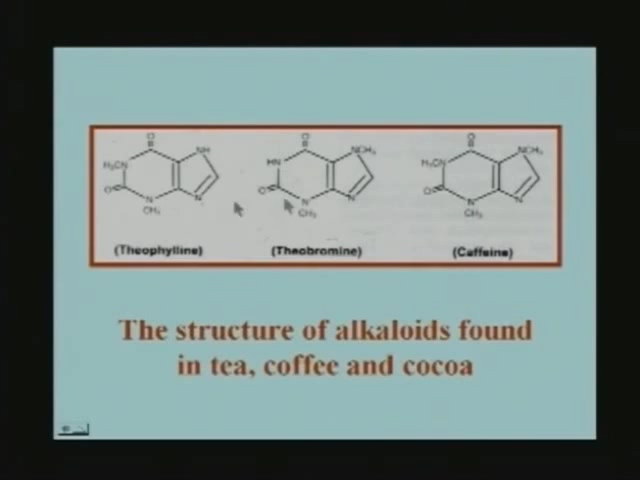 O O O
H₃CN NH HN NCH₃ H₃CN NCH₃
O N N O N N O N N
CH₃ CH₃ CH₃
(Theophylline) (Theobromine) (Caffeine)
The structure of alkaloids found
in tea, coffee and cocoa